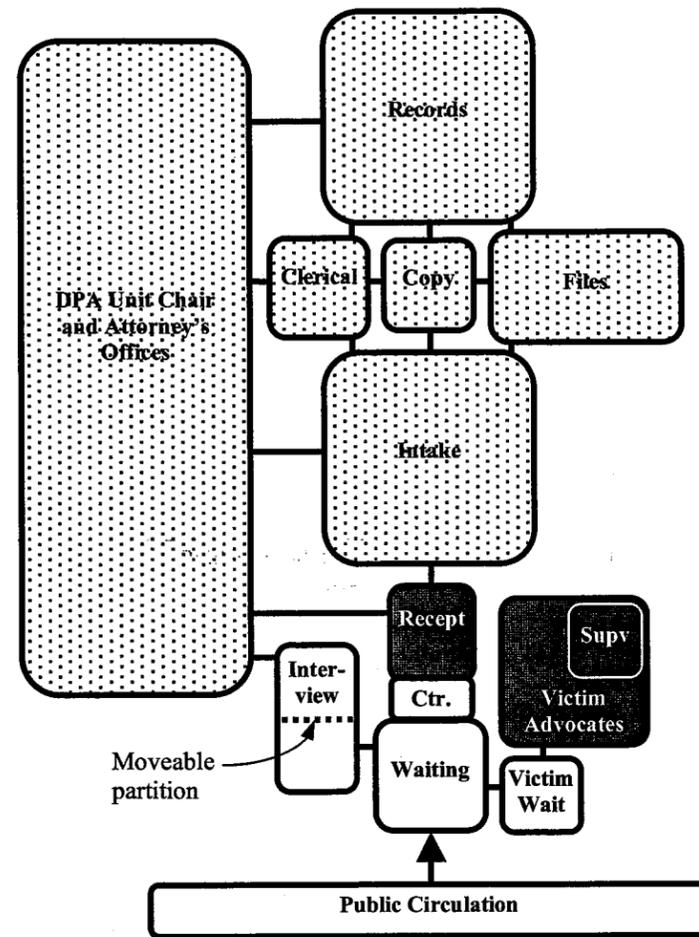 Records
Clerical
Copy
Files
DPA Unit Chair
and Attorney's
Offices
Intake
Recept
Supv
Inter-
view
Ctr.
Victim
Advocates
Moveable
partition
Waiting
Victim
Wait
Public Circulation